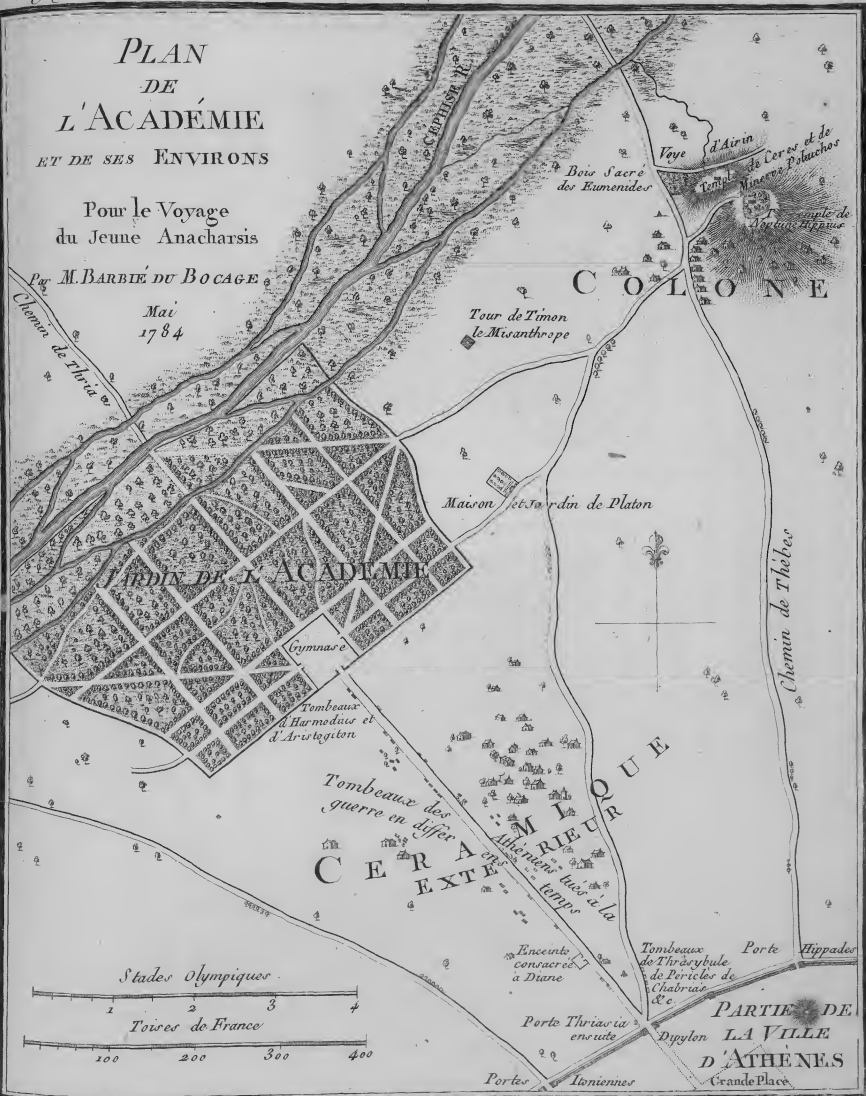 PLAN
DE
L'ACADÉMIE
ET DE SES ENVIRONS
Pour le Voyage
du Jeune Anacharsis
Par M. BARBIÉ DU BOCAGE
Mai
1784
Chemin de Thria
CEPHISE R.
Bois Sacré
des Eumenides
Voye d'Airin
Temple de Ceres et de
Minerve Poliuchos
Temple de
Neptune Hippius
COLONE
Tour de Timon
le Misanthrope
Maison et Jardin de Platon
JARDIN DE L'ACADÉMIE
Gymnase
Tombeaux
d'Harmodius et
d'Aristogiton
Chemin de Thèbes
Tombeaux des Athéniens tués à la
guerre en differens temps
CERAMIQUE
EXTERIEUR
Enceinte
consacrée
à Diane
Tombeaux
de Thrasybule
de Périclès de
Chabrias
&c.
Porte Hippades
Porte Thriasia
ensuite Dipylon
PARTIE DE
LA VILLE
D'ATHÈNES
Grande Place
Portes Itoniennes
Stades Olympiques
1 2 3 4
Toises de France
100 200 300 400